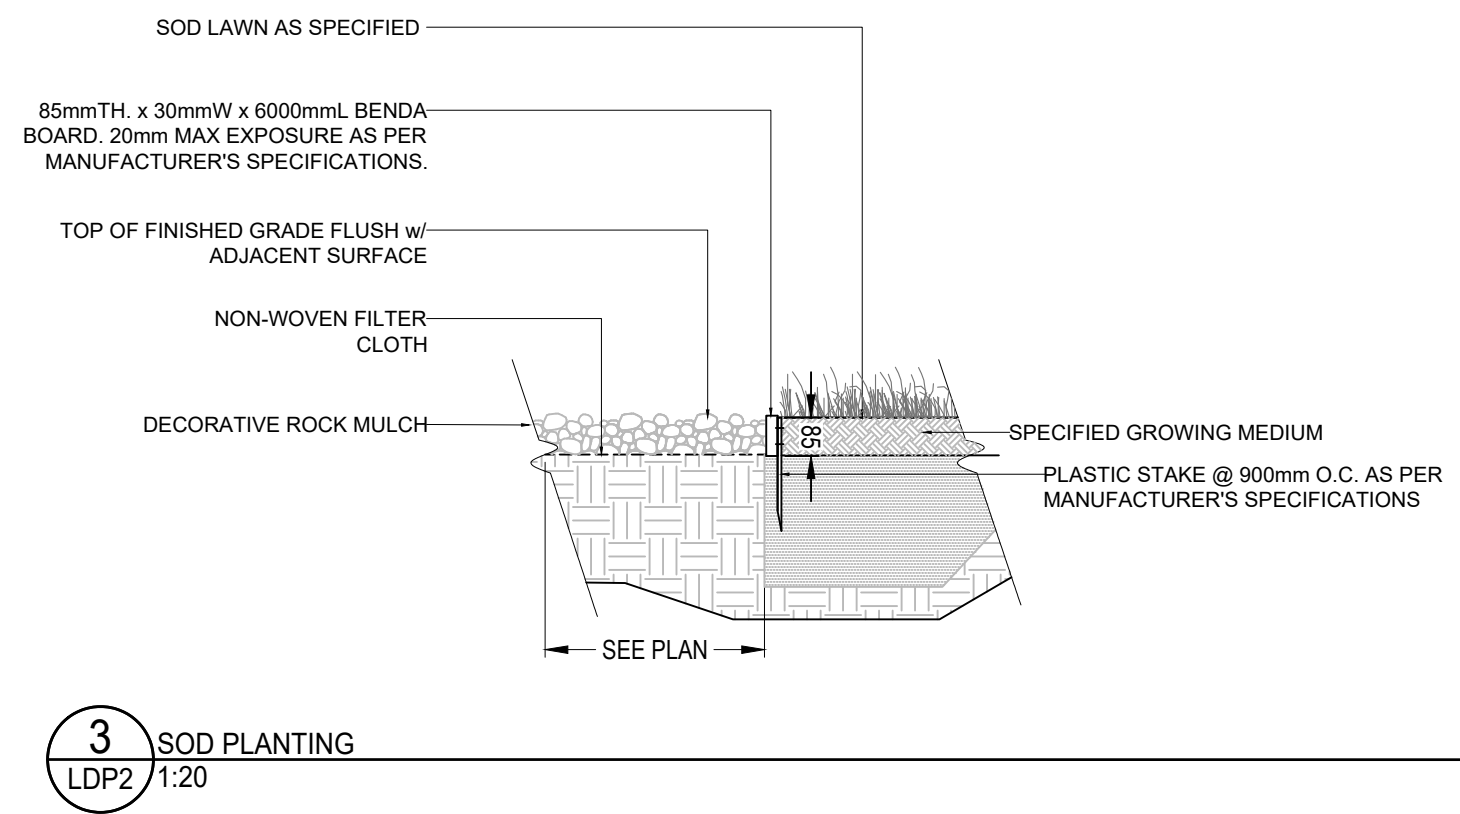 SOD LAWN AS SPECIFIED
85mmTH. x 30mmW x 6000mmL BENDA
BOARD. 20mm MAX EXPOSURE AS PER
MANUFACTURER'S SPECIFICATIONS.
TOP OF FINISHED GRADE FLUSH w/
ADJACENT SURFACE
NON-WOVEN FILTER
CLOTH
DECORATIVE ROCK MULCH
85
SPECIFIED GROWING MEDIUM
PLASTIC STAKE @ 900mm O.C. AS PER
MANUFACTURER'S SPECIFICATIONS
SEE PLAN
3
SOD PLANTING
LDP2
1:20